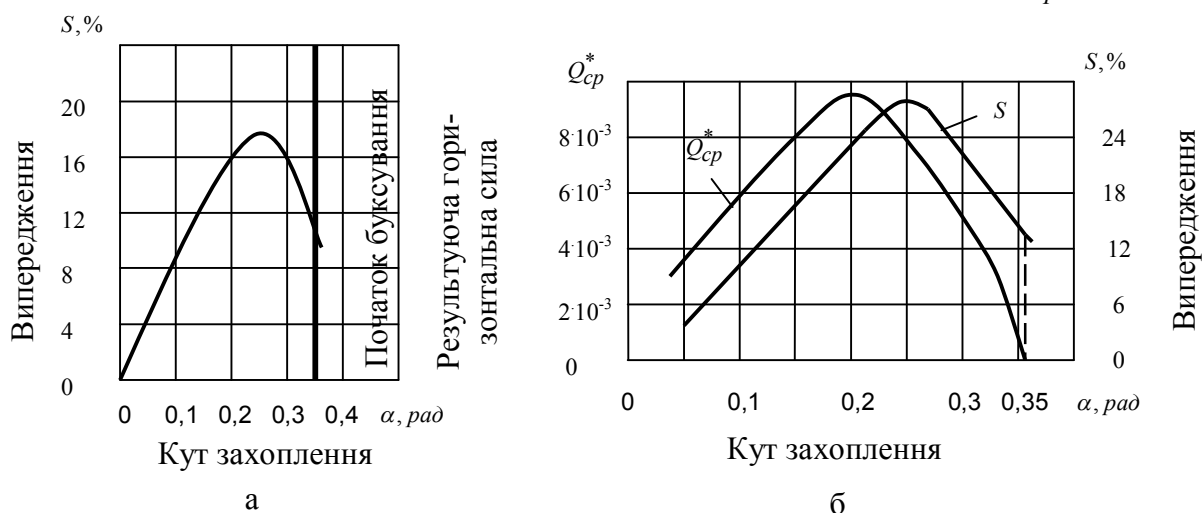 р
S,%
20
16
12
8
4
0
Випередження
Початок буксування
0 0,1 0,2 0,3 0,4 α, рад
Кут захоплення
а
Результуюча гори-
зонтальна сила
Q*ср
8·10⁻³
6·10⁻³
4·10⁻³
2·10⁻³
0
Q*ср
S
S,%
24
18
12
6
0
Випередження
0 0,1 0,2 0,3 0,35 α, рад
Кут захоплення
б